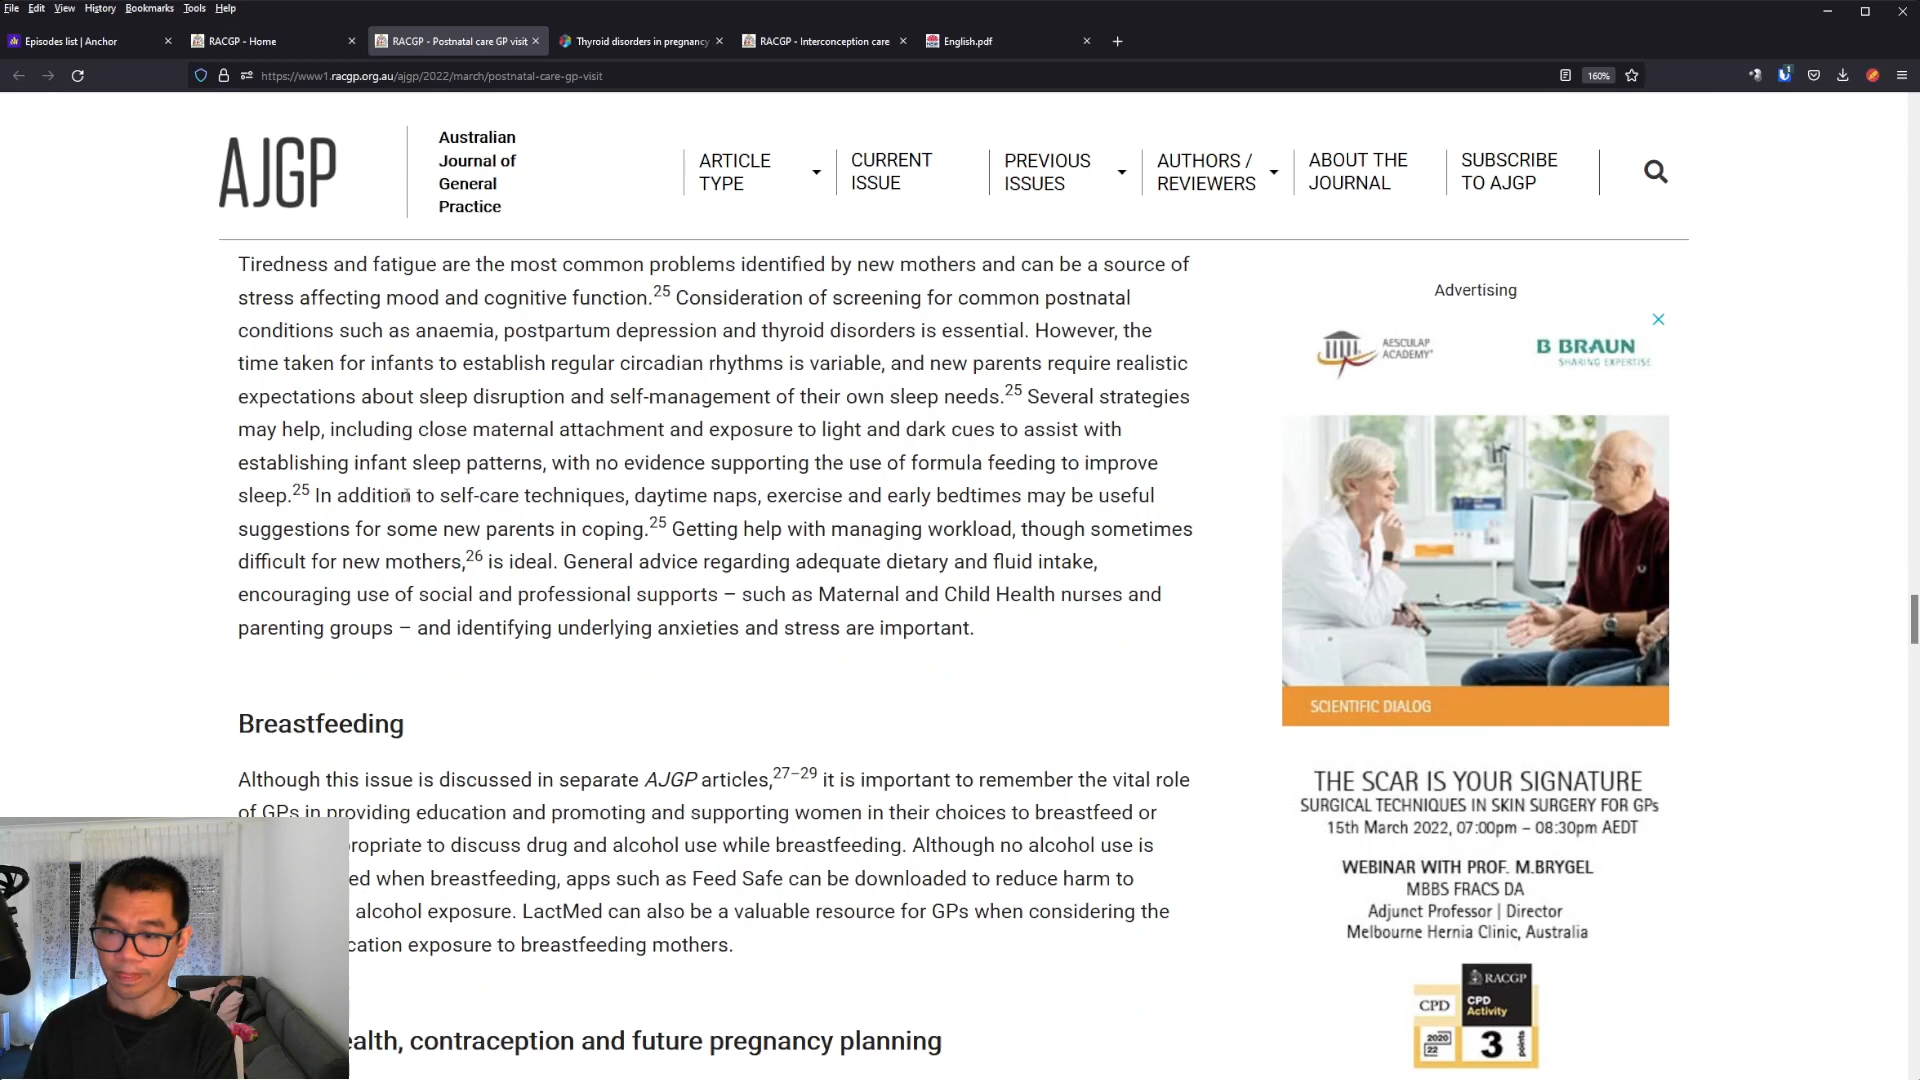 File Edit View History Bookmarks Tools Help
Episodes list | Anchor
RACGP - Home
RACGP - Postnatal care GP visit
Thyroid disorders in pregnancy
RACGP - Interconception care
English.pdf
https://www1.racgp.org.au/ajgp/2022/march/postnatal-care-gp-visit
160%
AJGP
Australian
Journal of
General
Practice
ARTICLE
TYPE
CURRENT
ISSUE
PREVIOUS
ISSUES
AUTHORS /
REVIEWERS
ABOUT THE
JOURNAL
SUBSCRIBE
TO AJGP
Tiredness and fatigue are the most common problems identified by new mothers and can be a source of
stress affecting mood and cognitive function.25 Consideration of screening for common postnatal
conditions such as anaemia, postpartum depression and thyroid disorders is essential. However, the
time taken for infants to establish regular circadian rhythms is variable, and new parents require realistic
expectations about sleep disruption and self-management of their own sleep needs.25 Several strategies
may help, including close maternal attachment and exposure to light and dark cues to assist with
establishing infant sleep patterns, with no evidence supporting the use of formula feeding to improve
sleep.25 In addition to self-care techniques, daytime naps, exercise and early bedtimes may be useful
suggestions for some new parents in coping.25 Getting help with managing workload, though sometimes
difficult for new mothers,26 is ideal. General advice regarding adequate dietary and fluid intake,
encouraging use of social and professional supports – such as Maternal and Child Health nurses and
parenting groups – and identifying underlying anxieties and stress are important.
Breastfeeding
Although this issue is discussed in separate AJGP articles,27–29 it is important to remember the vital role
of GPs in providing education and promoting and supporting women in their choices to breastfeed or
ropriate to discuss drug and alcohol use while breastfeeding. Although no alcohol use is
ed when breastfeeding, apps such as Feed Safe can be downloaded to reduce harm to
alcohol exposure. LactMed can also be a valuable resource for GPs when considering the
cation exposure to breastfeeding mothers.
ealth, contraception and future pregnancy planning
Advertising
AESCULAP
ACADEMY
B BRAUN
SHARING EXPERTISE
SCIENTIFIC DIALOG
THE SCAR IS YOUR SIGNATURE
SURGICAL TECHNIQUES IN SKIN SURGERY FOR GPs
15th March 2022, 07:00pm – 08:30pm AEDT
WEBINAR WITH PROF. M.BRYGEL
MBBS FRACS DA
Adjunct Professor | Director
Melbourne Hernia Clinic, Australia
RACGP
CPD
CPD
Activity
2020
22
3
points